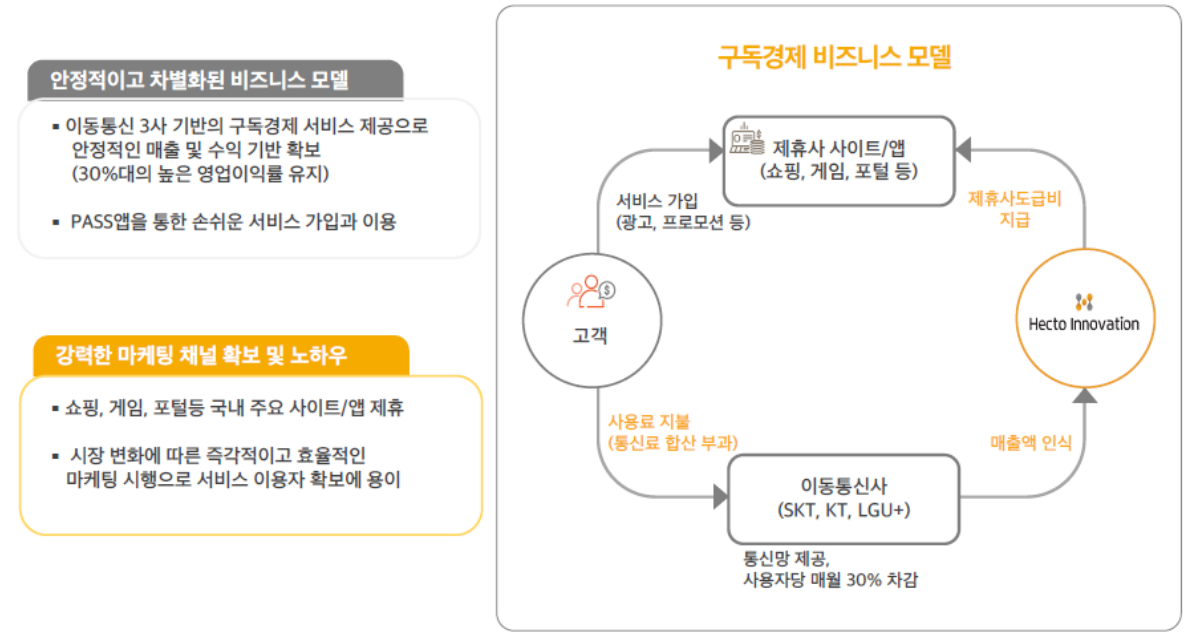 안정적이고 차별화된 비즈니스 모델
▪ 이동통신 3사 기반의 구독경제 서비스 제공으로
안정적인 매출 및 수익 기반 확보
(30%대의 높은 영업이익률 유지)
▪ PASS앱을 통한 손쉬운 서비스 가입과 이용
강력한 마케팅 채널 확보 및 노하우
▪ 쇼핑, 게임, 포털등 국내 주요 사이트/앱 제휴
▪ 시장 변화에 따른 즉각적이고 효율적인
마케팅 시행으로 서비스 이용자 확보에 용이
구독경제 비즈니스 모델
제휴사 사이트/앱
(쇼핑, 게임, 포털 등)
서비스 가입
(광고, 프로모션 등)
제휴사도급비
지급
고객
Hecto Innovation
사용료 지불
(통신료 합산 부과)
매출액 인식
이동통신사
(SKT, KT, LGU+)
통신망 제공,
사용자당 매월 30% 차감